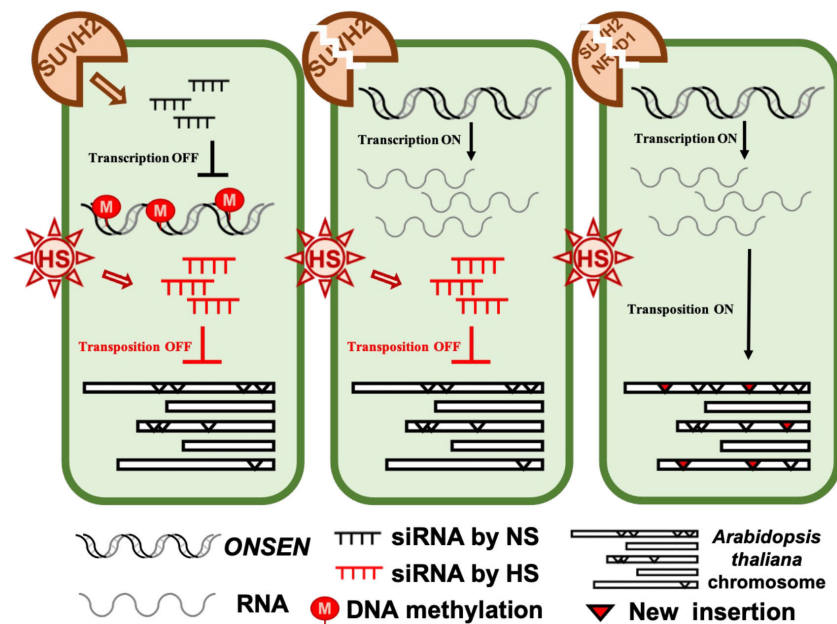 SUVH2
Transcription OFF
M
M
M
HS
Transposition OFF
SUVH2
Transcription ON
HS
Transposition OFF
SUVH2
Transcription ON
HS
Transposition ON
ONSEN
siRNA by NS
Arabidopsis
thaliana
chromosome
siRNA by HS
RNA
M DNA methylation
New insertion